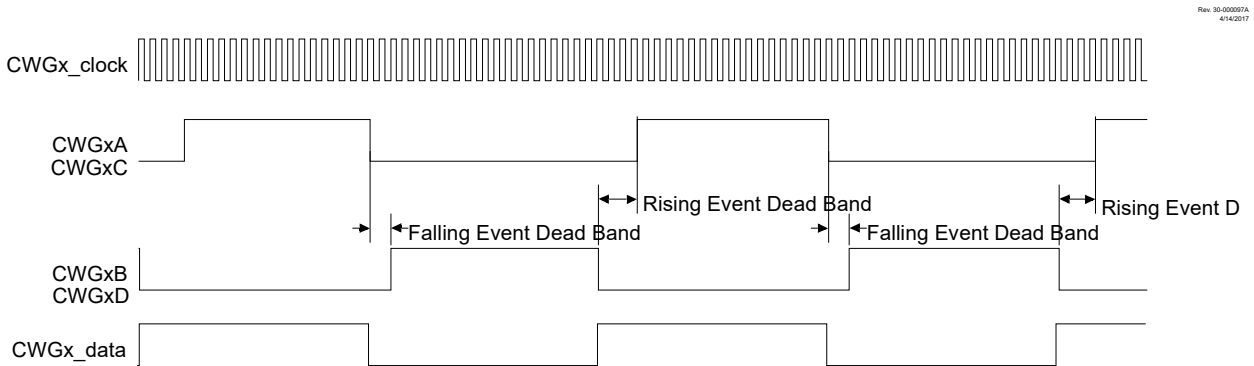 Rev. 30-000097A
4/14/2017
CWGx_clock
CWGxA
CWGxC
Rising Event Dead Band
Rising Event D
Falling Event Dead Band
Falling Event Dead Band
CWGxB
CWGxD
CWGx_data